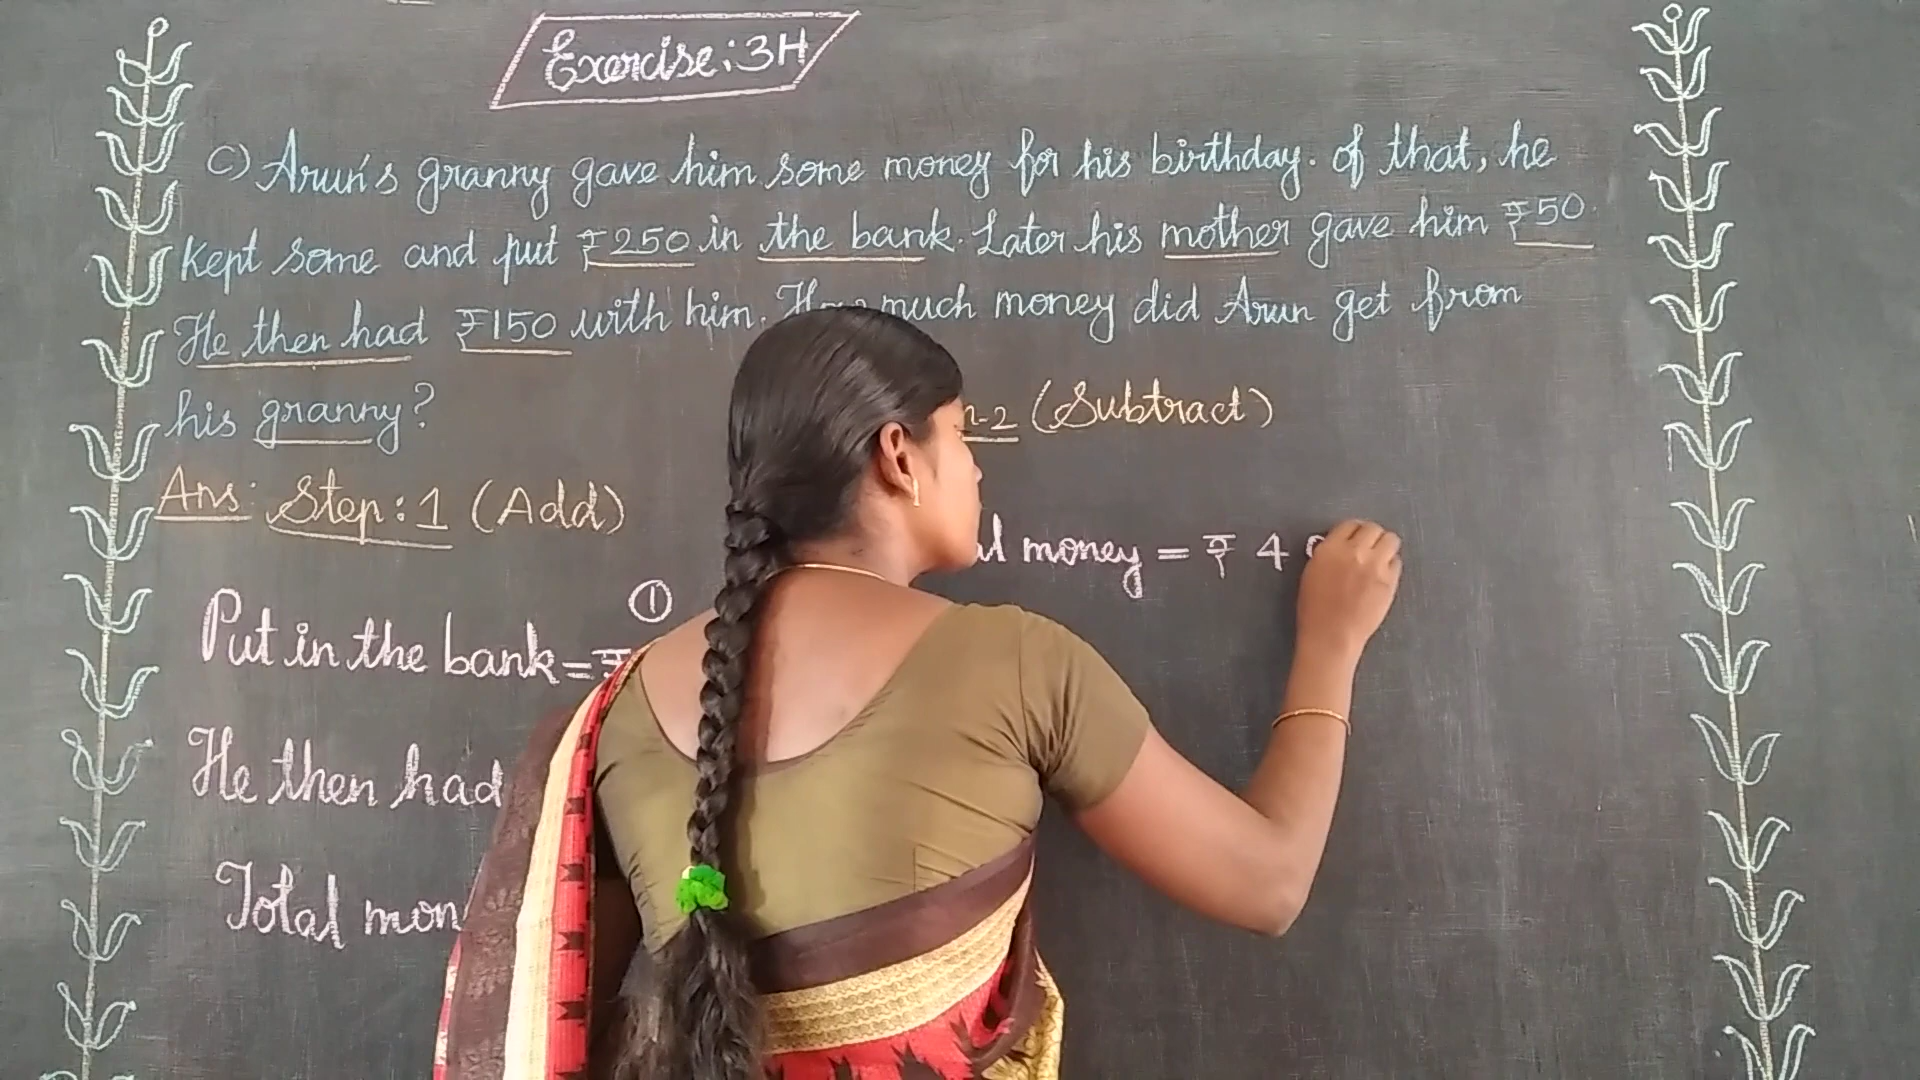 Exercise: 3H
C) Arun's granny gave him some money for his birthday. Of that, he
kept some and put ₹250 in the bank. Later his mother gave him ₹50.
He then had ₹150 with him. How much money did Arun get from
his granny?
(Subtract)
Ans: Step: 1 (Add)
money = ₹ 4
1
Put in the bank = ₹
He then had
Total